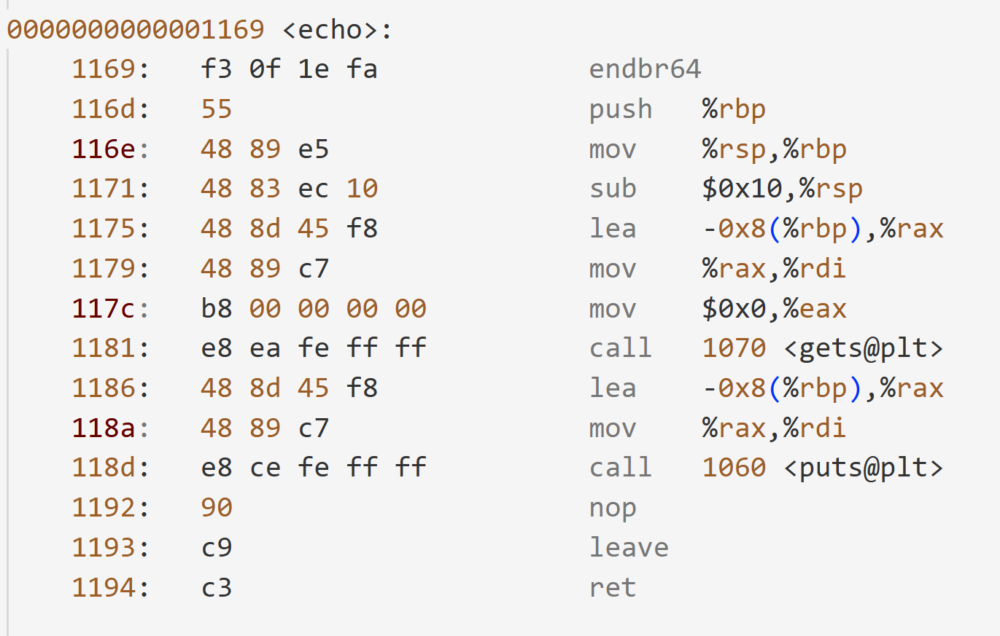 0000000000001169 <echo>:
    1169:   f3 0f 1e fa             endbr64
    116d:   55                      push   %rbp
    116e:   48 89 e5                mov    %rsp,%rbp
    1171:   48 83 ec 10             sub    $0x10,%rsp
    1175:   48 8d 45 f8             lea    -0x8(%rbp),%rax
    1179:   48 89 c7                mov    %rax,%rdi
    117c:   b8 00 00 00 00          mov    $0x0,%eax
    1181:   e8 ea fe ff ff          call   1070 <gets@plt>
    1186:   48 8d 45 f8             lea    -0x8(%rbp),%rax
    118a:   48 89 c7                mov    %rax,%rdi
    118d:   e8 ce fe ff ff          call   1060 <puts@plt>
    1192:   90                      nop
    1193:   c9                      leave
    1194:   c3                      ret